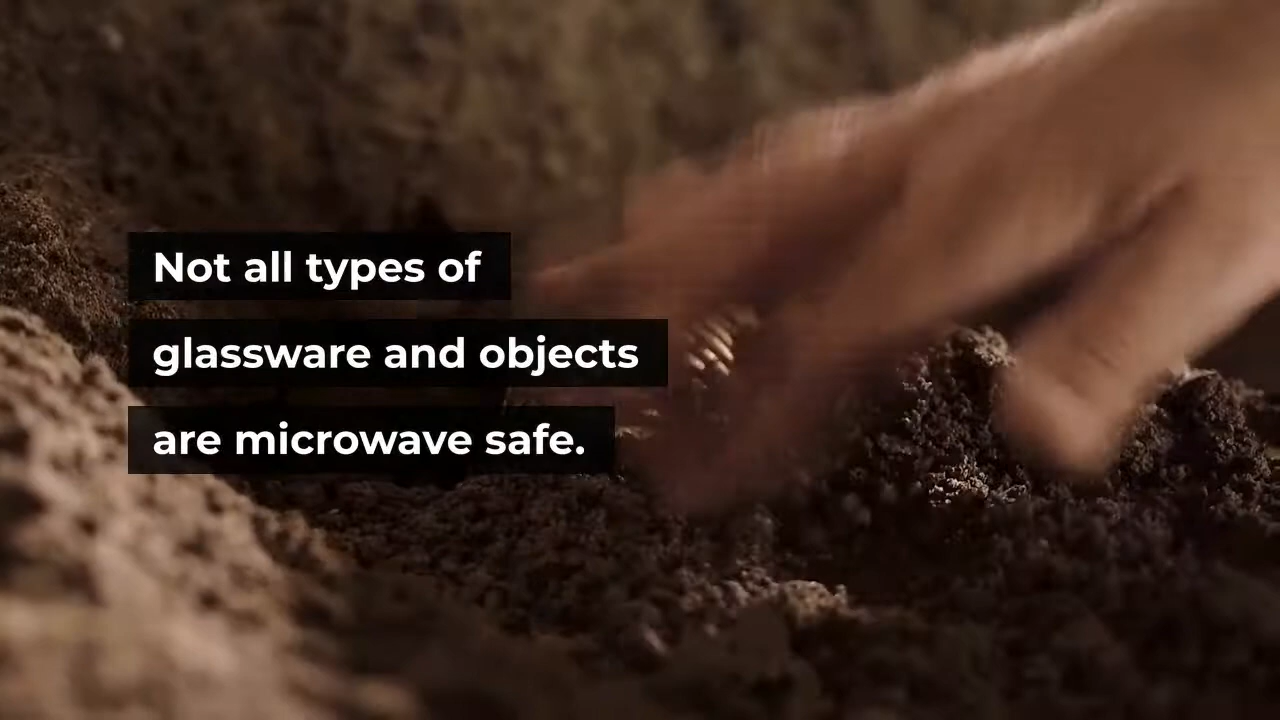 Not all types of
glassware and objects
are microwave safe.